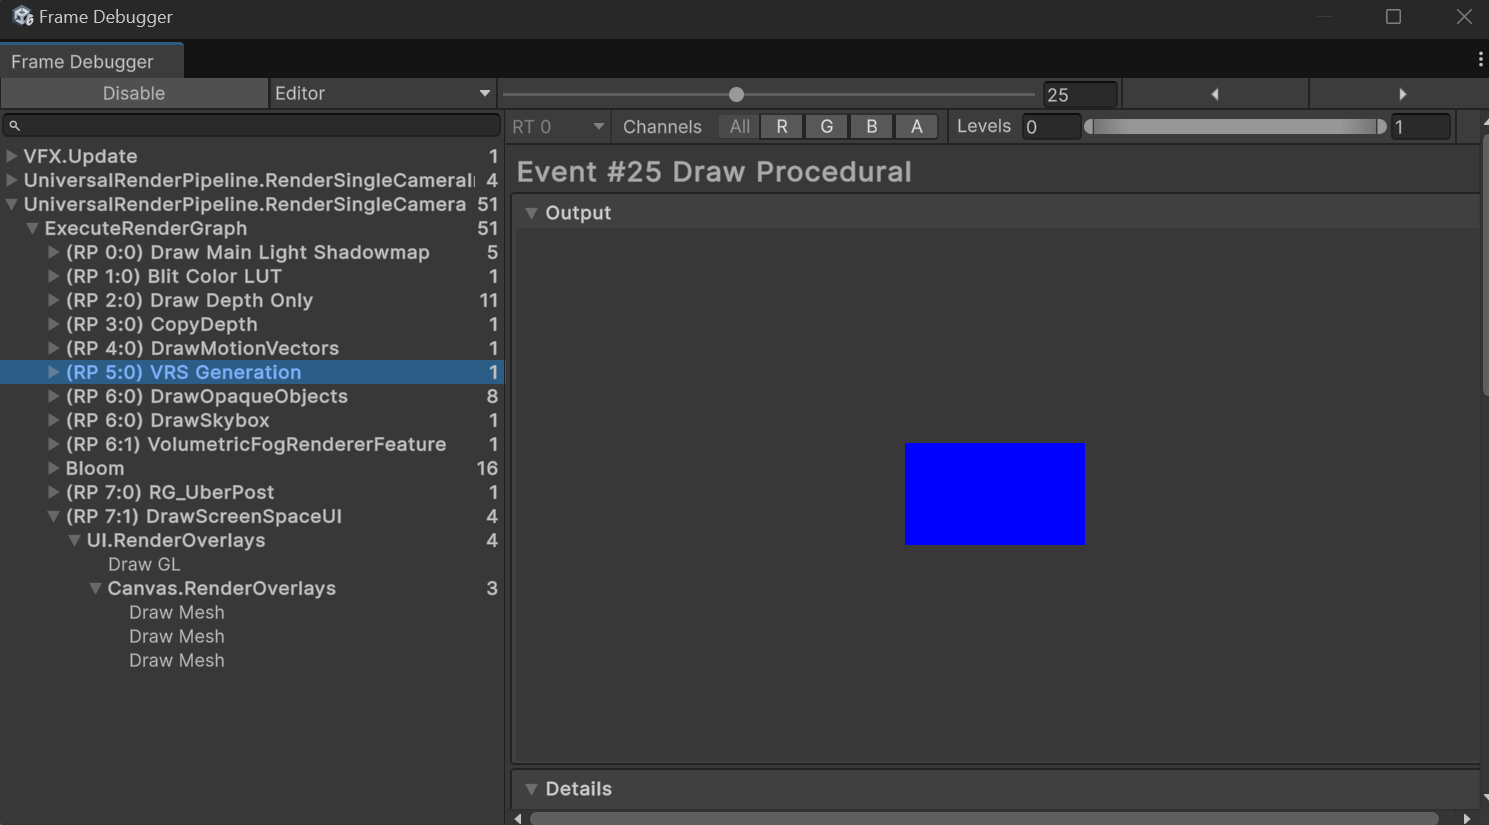 Frame Debugger
Frame Debugger
Disable
Editor
25
RT 0
Channels
All
R
G
B
A
Levels
0
1
VFX.Update 1
UniversalRenderPipeline.RenderSingleCameraI 4
UniversalRenderPipeline.RenderSingleCamera 51
ExecuteRenderGraph 51
(RP 0:0) Draw Main Light Shadowmap 5
(RP 1:0) Blit Color LUT 1
(RP 2:0) Draw Depth Only 11
(RP 3:0) CopyDepth 1
(RP 4:0) DrawMotionVectors 1
(RP 5:0) VRS Generation 1
(RP 6:0) DrawOpaqueObjects 8
(RP 6:0) DrawSkybox 1
(RP 6:1) VolumetricFogRendererFeature 1
Bloom 16
(RP 7:0) RG_UberPost 1
(RP 7:1) DrawScreenSpaceUI 4
UI.RenderOverlays 4
Draw GL
Canvas.RenderOverlays 3
Draw Mesh
Draw Mesh
Draw Mesh
Event #25 Draw Procedural
Output
Details